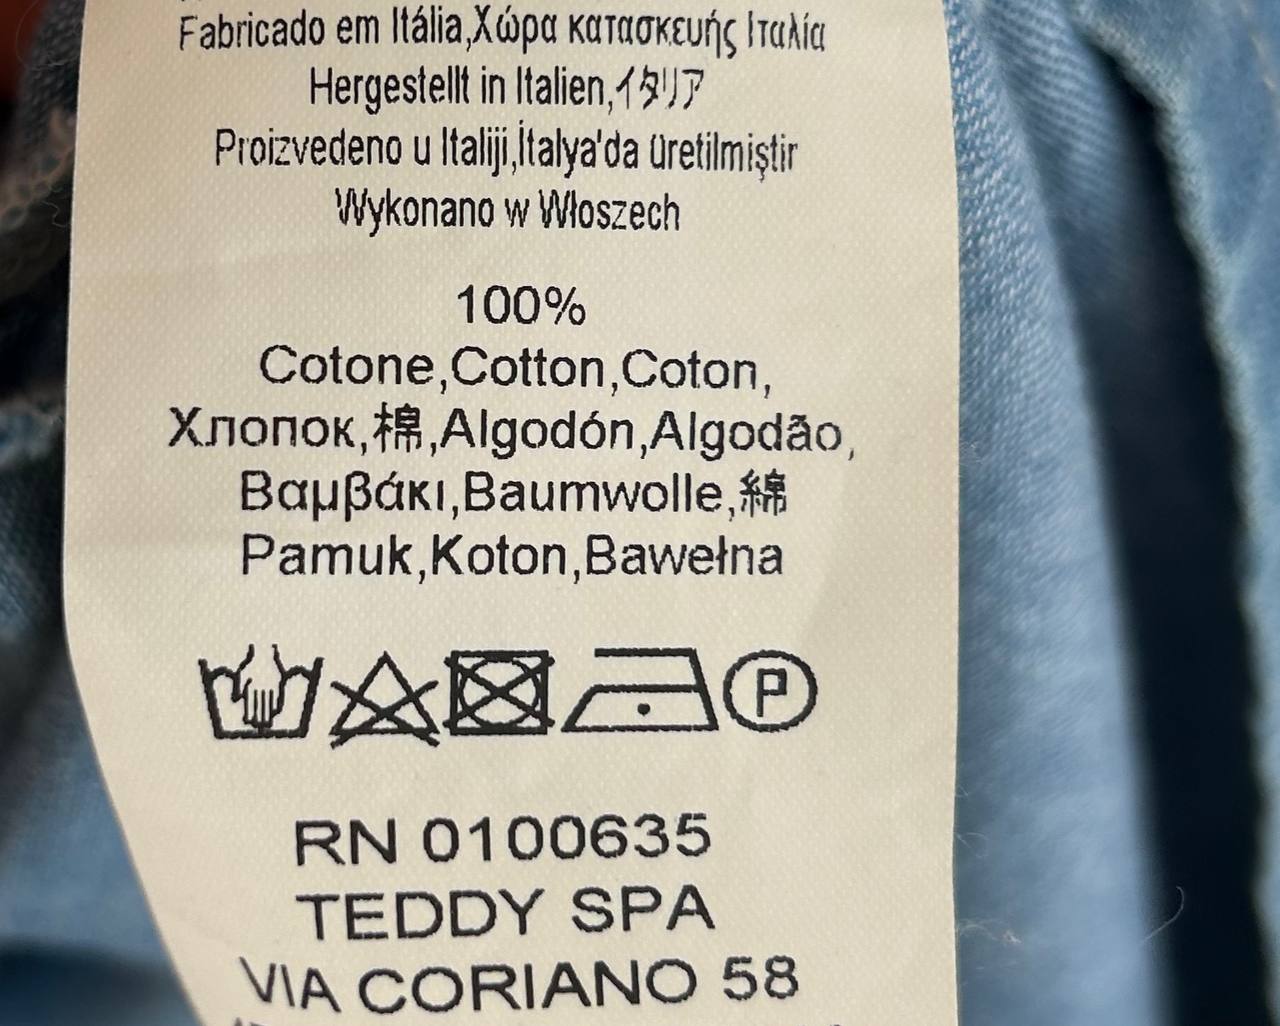 Fabricado em Itália,Χώρα κατασκευής Ιταλία
Hergestellt in Italien,イタリア
Proizvedeno u Italiji,İtalya'da üretilmiştir
Wykonano w Włoszech
100%
Cotone,Cotton,Coton,
Хлопок,棉,Algodón,Algodão,
Βαμβάκι,Baumwolle,綿
Pamuk,Koton,Bawełna
P
RN 0100635
TEDDY SPA
VIA CORIANO 58